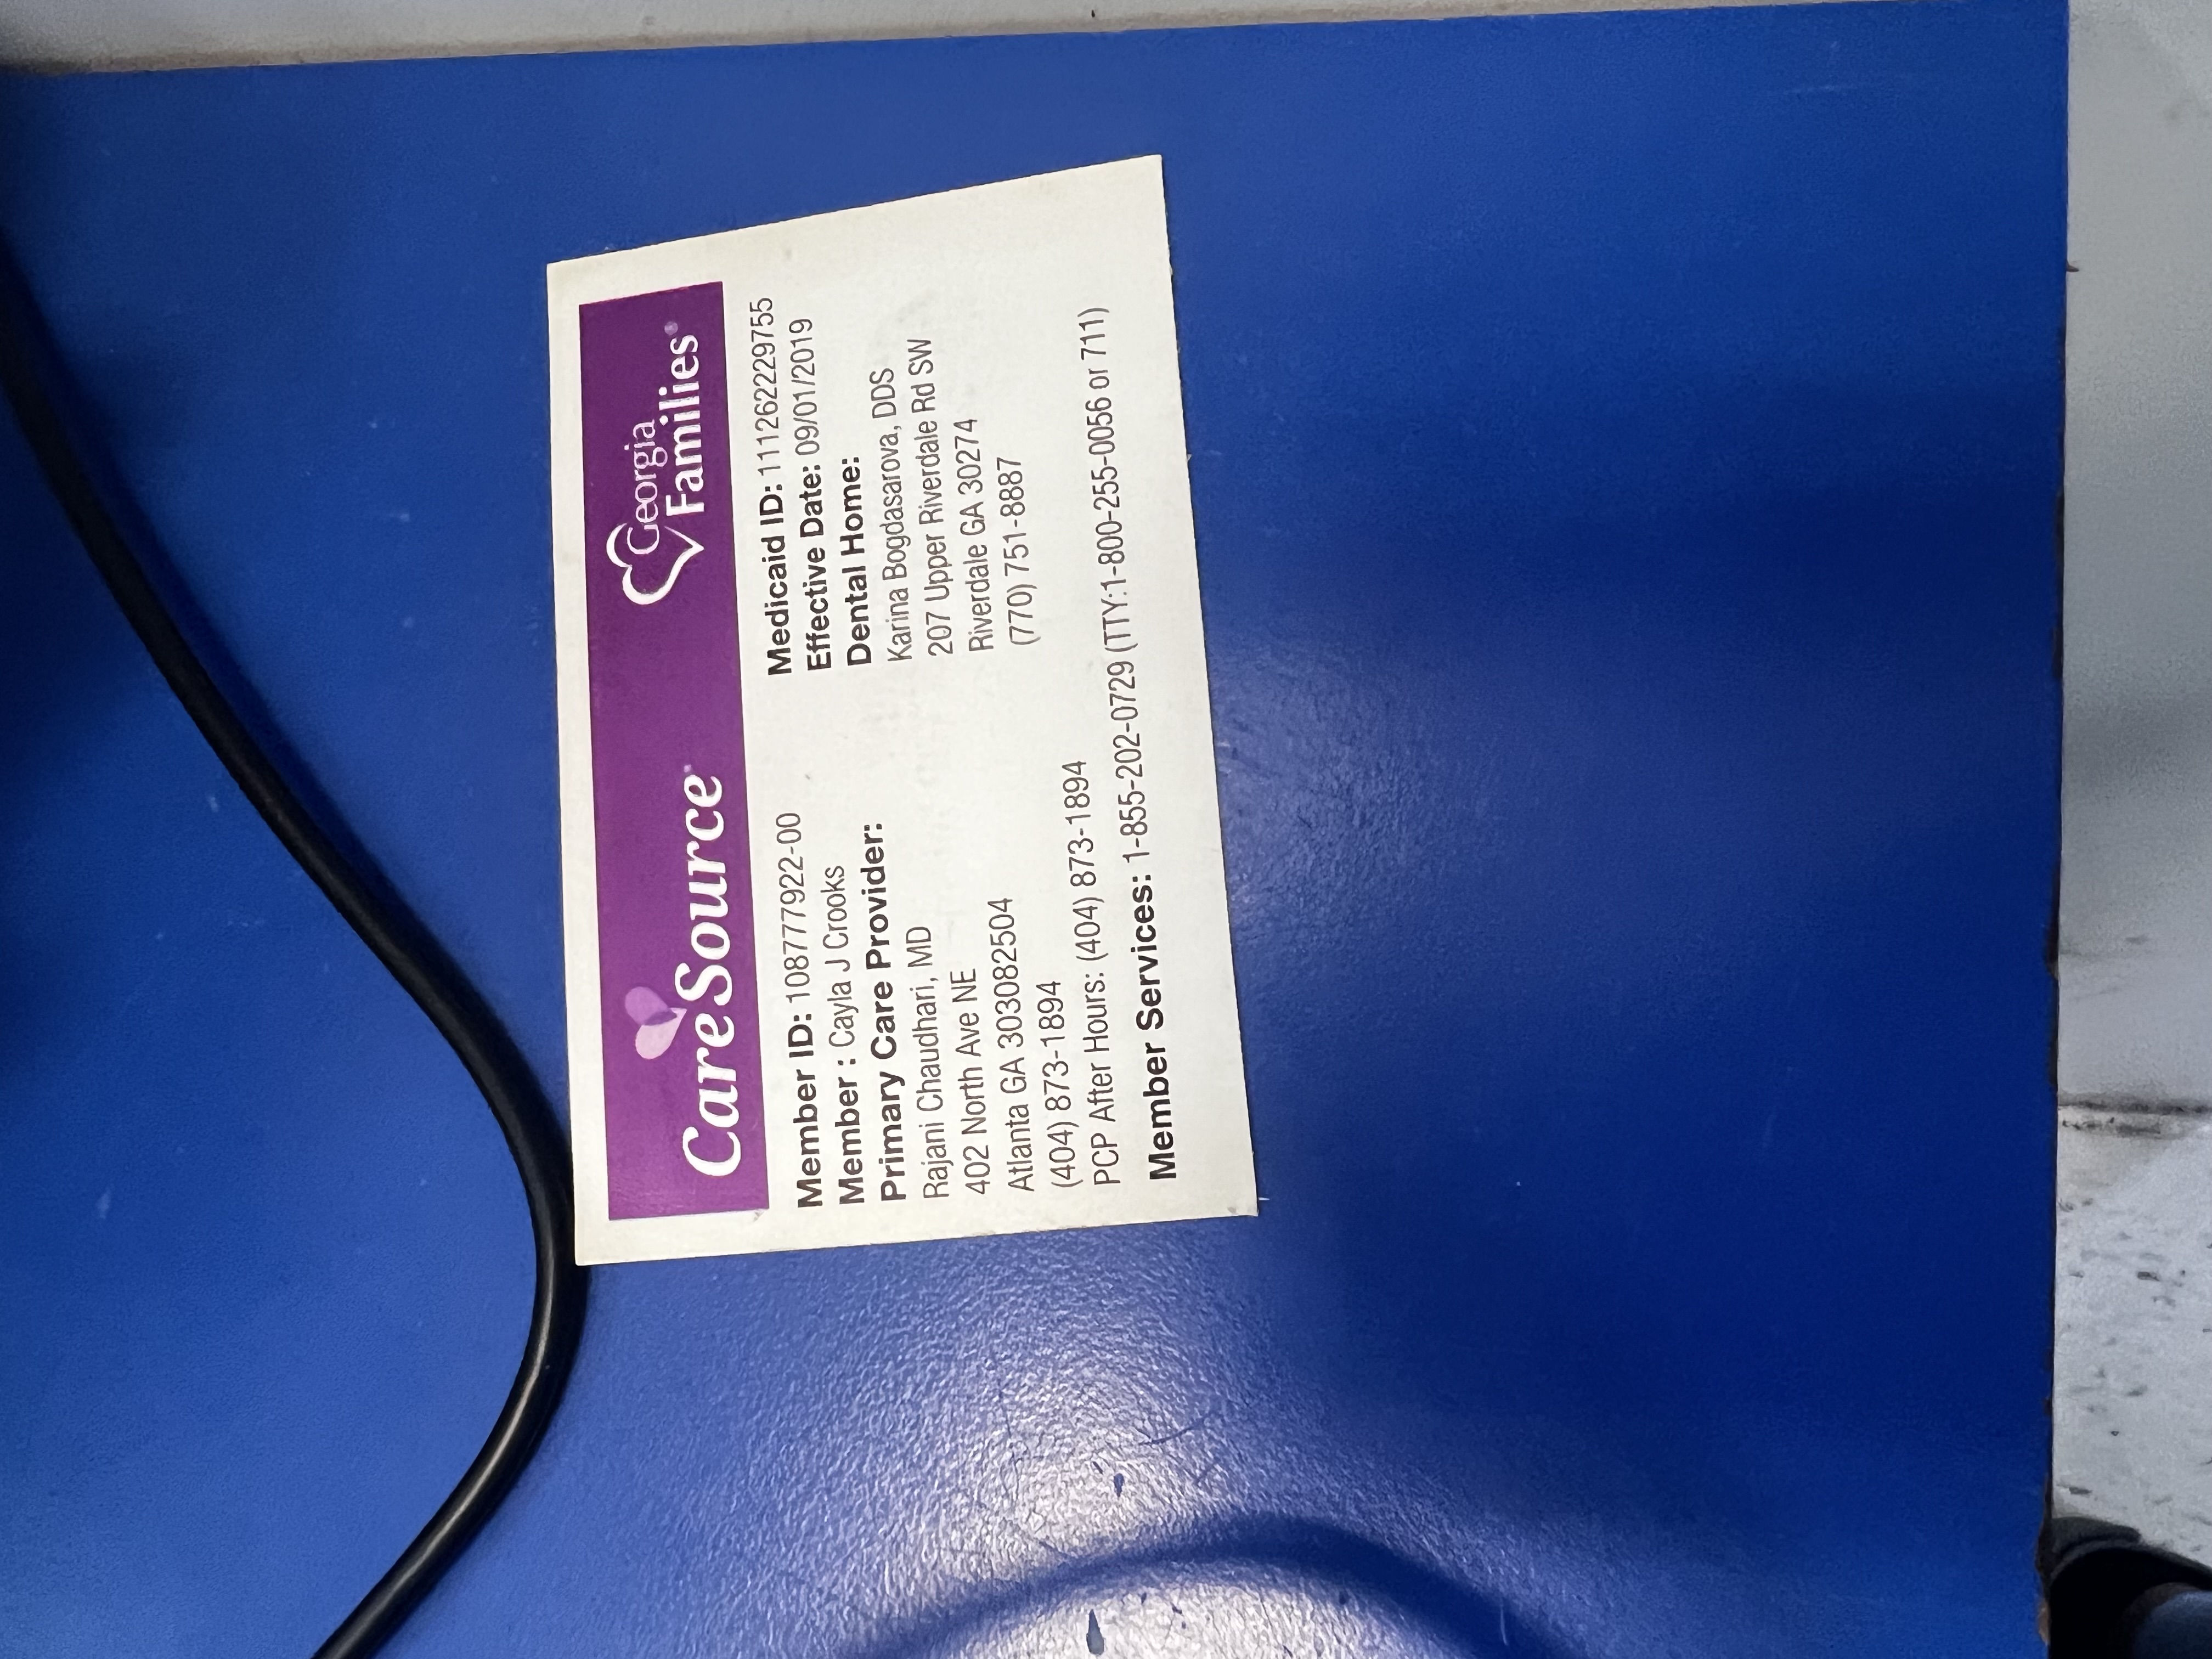 CareSource
Georgia
Families
Member ID: 108777922-00
Member : Cayla J Crooks
Primary Care Provider:
Rajani Chaudhari, MD
402 North Ave NE
Atlanta GA 303082504
(404) 873-1894
PCP After Hours: (404) 873-1894
Medicaid ID: 111262229755
Effective Date: 09/01/2019
Dental Home:
Karina Bogdasarova, DDS
207 Upper Riverdale Rd SW
Riverdale GA 30274
(770) 751-8887
Member Services: 1-855-202-0729 (TTY:1-800-255-0056 or 711)